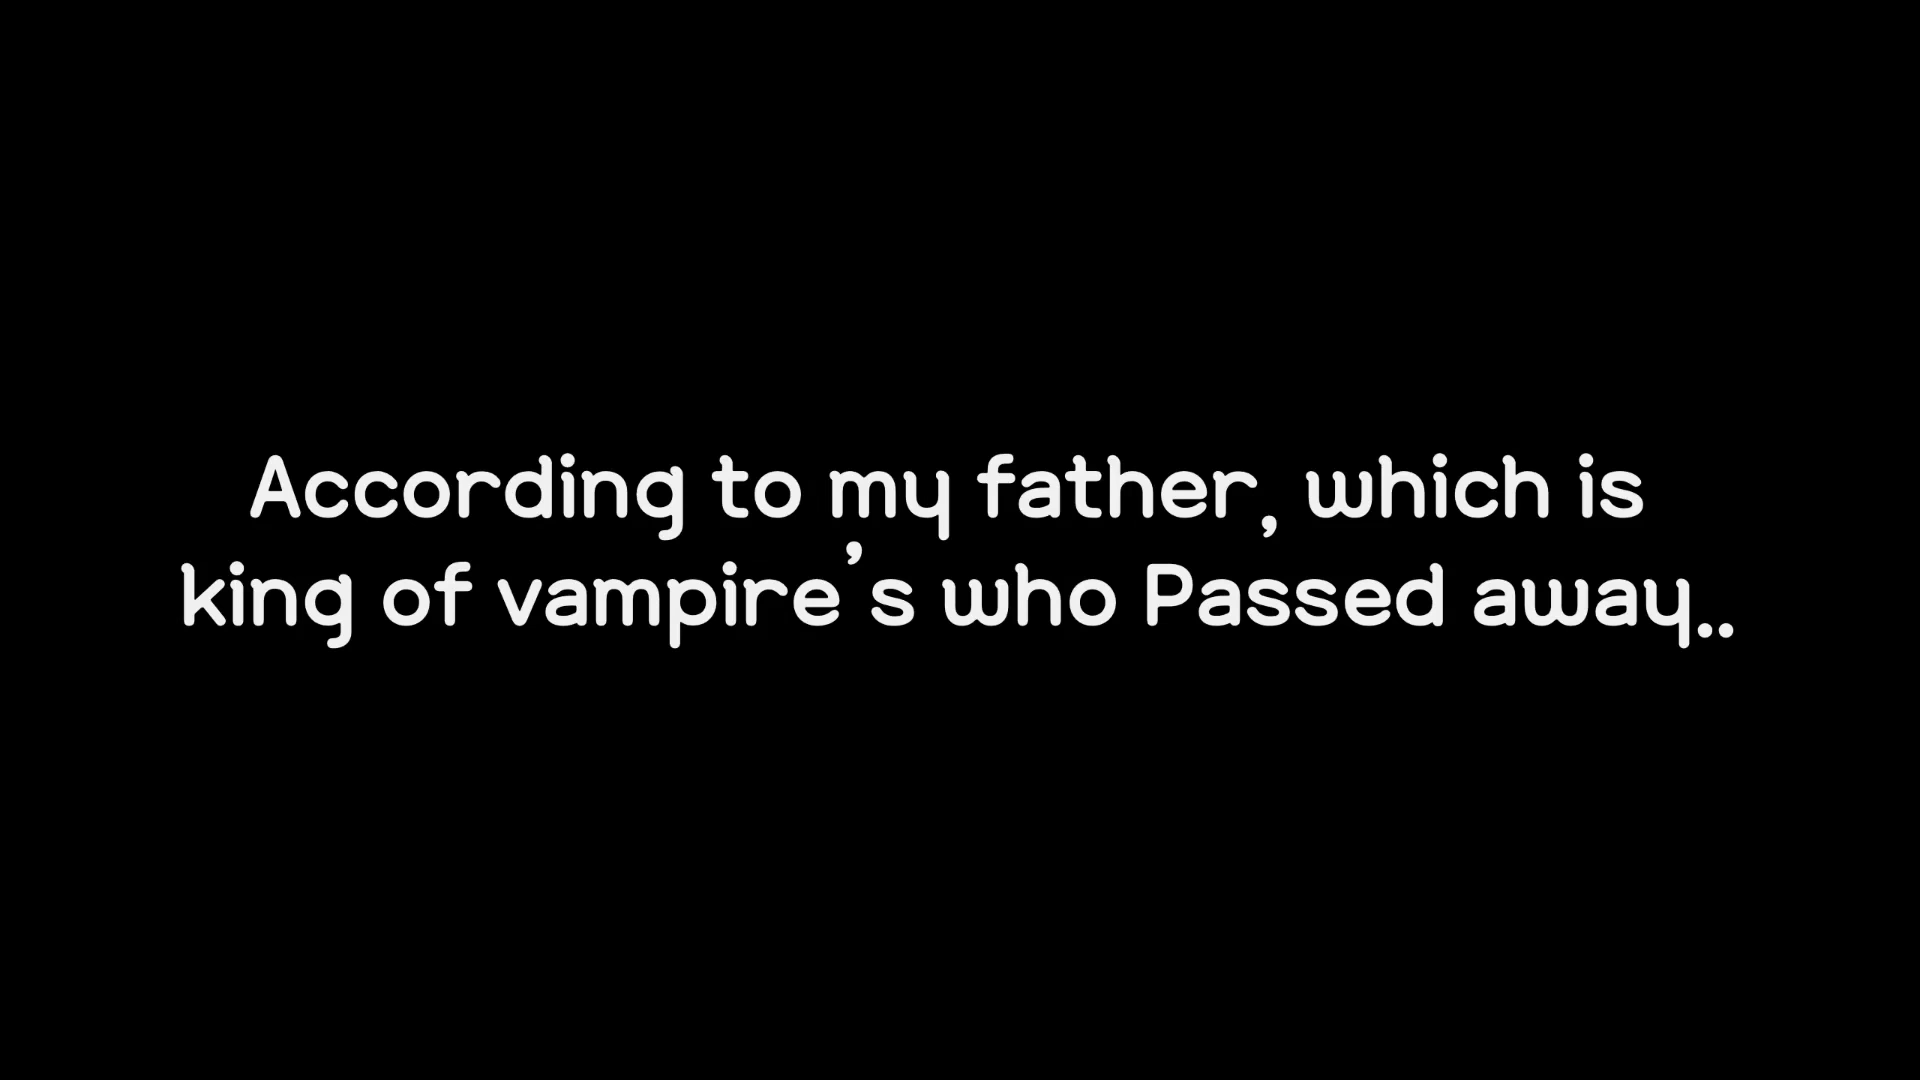 According to my father, which is
king of vampire's who Passed away..